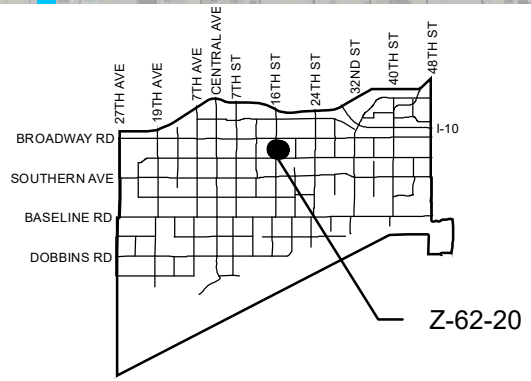 27TH AVE
19TH AVE
7TH AVE
CENTRAL AVE
7TH ST
16TH ST
24TH ST
32ND ST
40TH ST
48TH ST
I-10
BROADWAY RD
SOUTHERN AVE
BASELINE RD
DOBBINS RD
Z-62-20